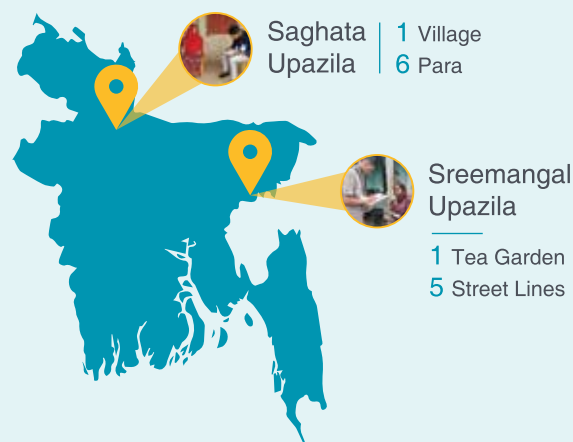 Saghata
Upazila
1 Village
6 Para
Sreemangal
Upazila
1 Tea Garden
5 Street Lines